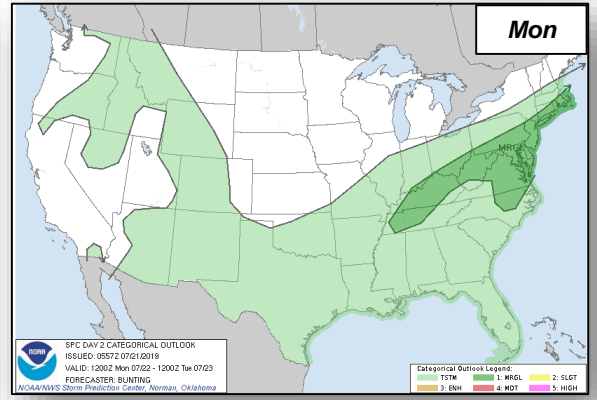 Mon
MRGL
NOAA
SPC DAY 2 CATEGORICAL OUTLOOK
ISSUED: 0557Z 07/21/2019
VALID: 1200Z Mon 07/22 - 1200Z Tue 07/23
FORECASTER: BUNTING
NOAA/NWS Storm Prediction Center, Norman, Oklahoma
Categorical Outlook Legend:
TSTM 1: MRGL 2: SLGT
3: ENH 4: MDT 5: HIGH